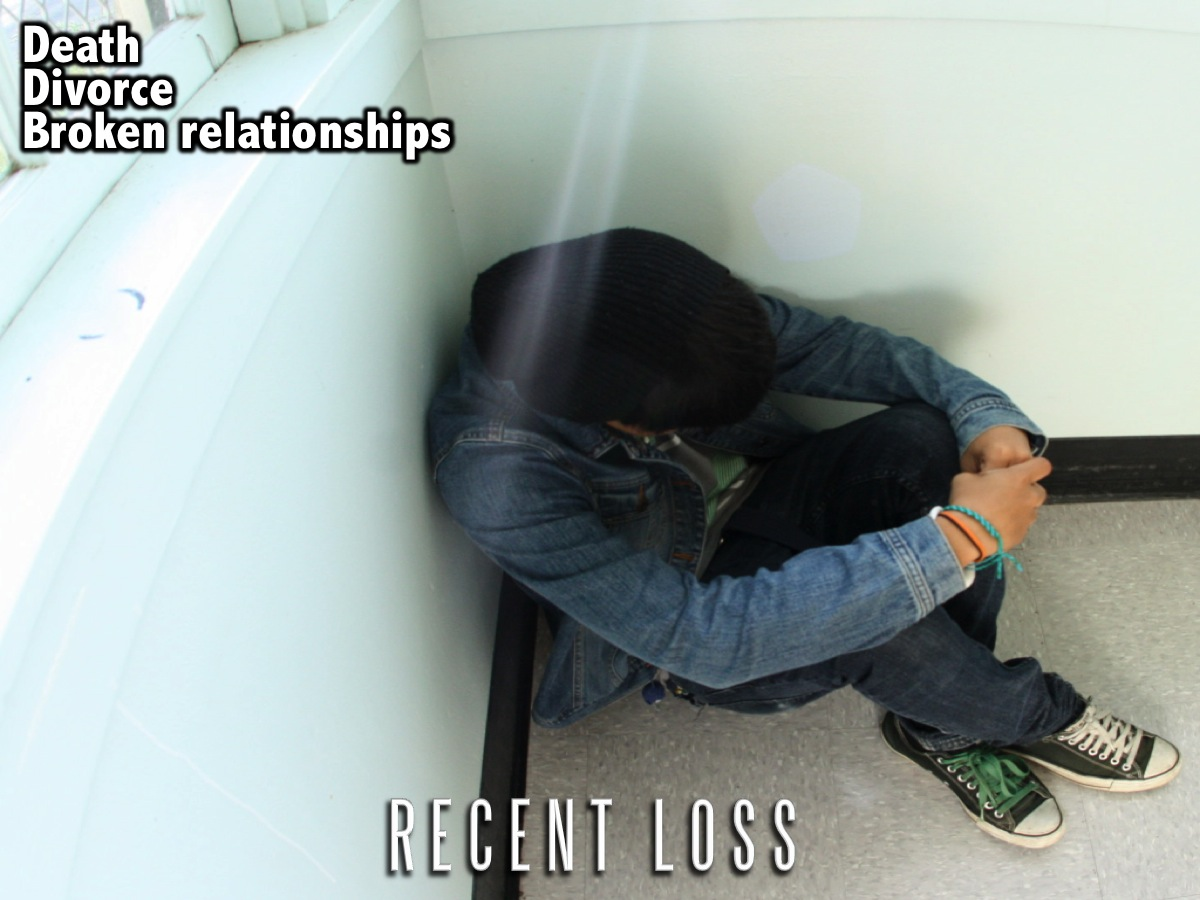 Death
Divorce
Broken relationships
RECENT LOSS